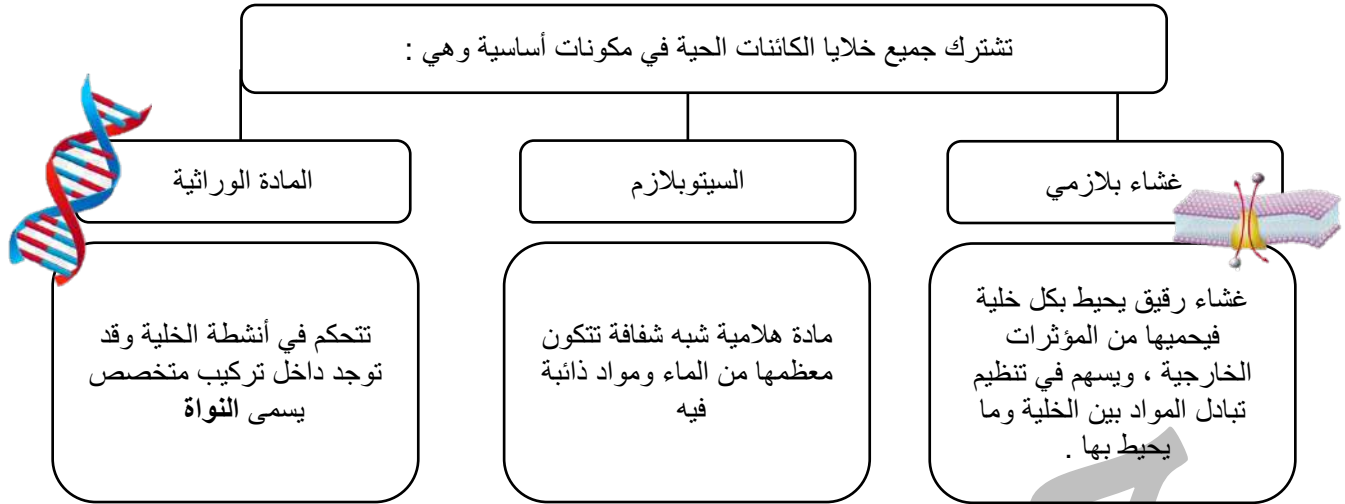 تشترك جميع خلايا الكائنات الحية في مكونات أساسية وهي :
غشاء بلازمي
السيتوبلازم
المادة الوراثية
غشاء رقيق يحيط بكل خلية
فيحميها من المؤثرات
الخارجية ، ويسهم في تنظيم
تبادل المواد بين الخلية وما
يحيط بها .
مادة هلامية شبه شفافة تتكون
معظمها من الماء ومواد ذائبة
فيه
تتحكم في أنشطة الخلية وقد
توجد داخل تركيب متخصص
يسمى النواة